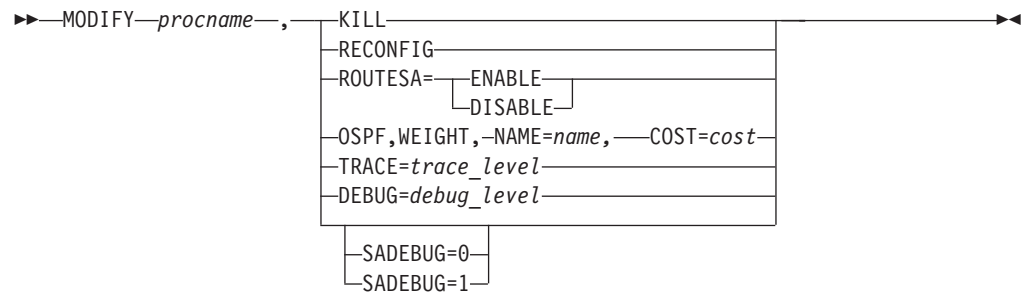 MODIFY procname , KILL
RECONFIG
ROUTESA= ENABLE
DISABLE
OSPF,WEIGHT, NAME=name, COST=cost
TRACE=trace_level
DEBUG=debug_level
SADEBUG=0
SADEBUG=1